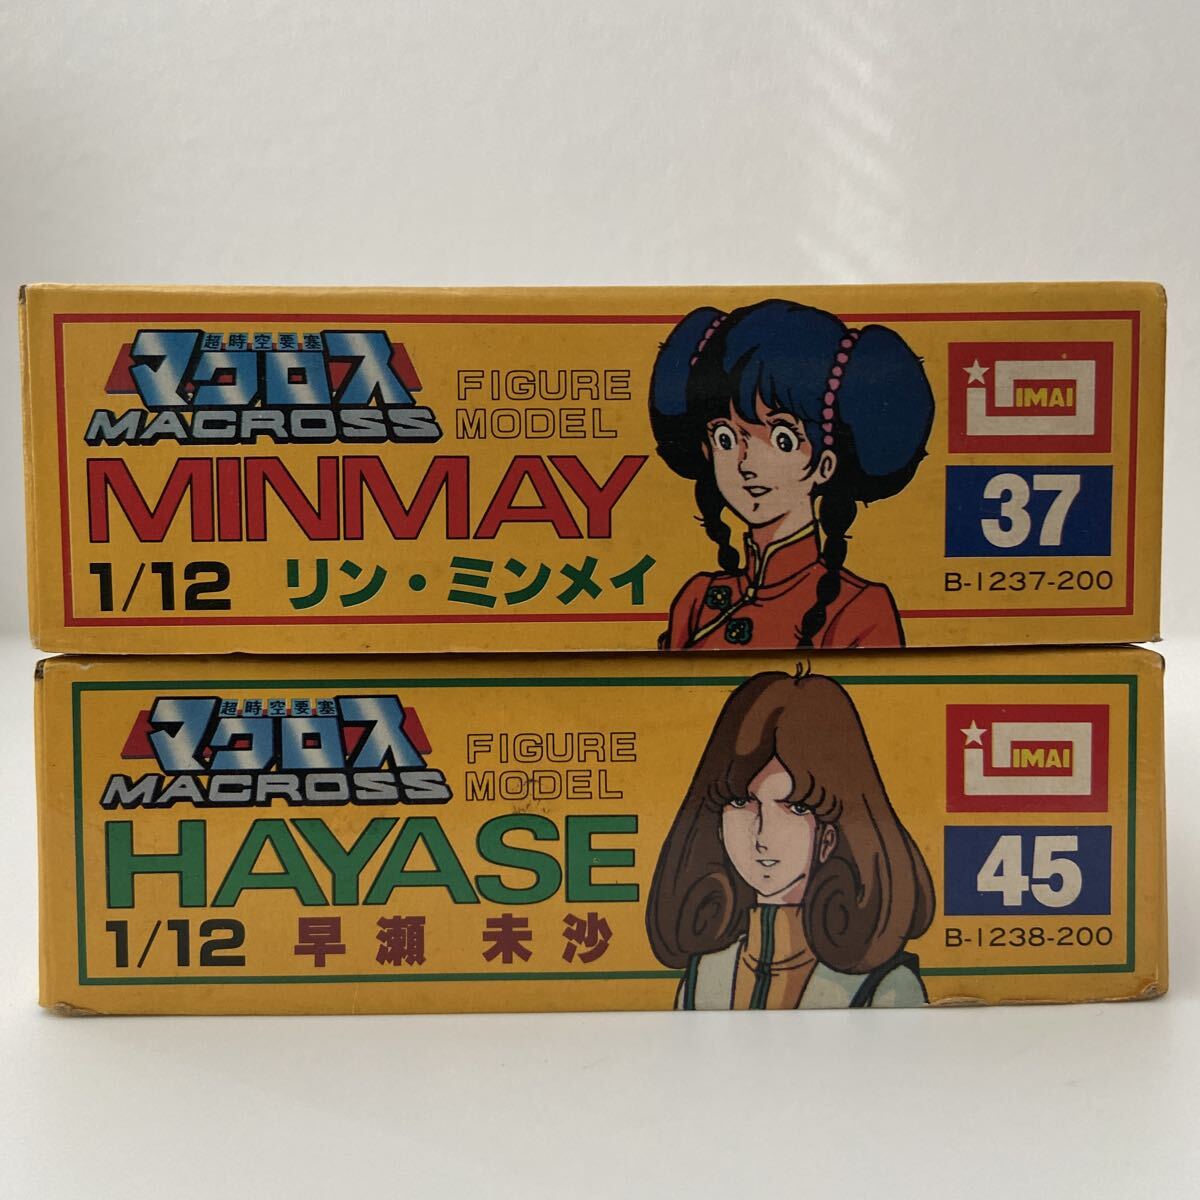 超時空要塞
マクロス
MACROSS
FIGURE
MODEL
MINMAY
1/12 リン・ミンメイ
IMAI
37
B-1237-200
超時空要塞
マクロス
MACROSS
FIGURE
MODEL
HAYASE
1/12 早瀬 未沙
IMAI
45
B-1238-200